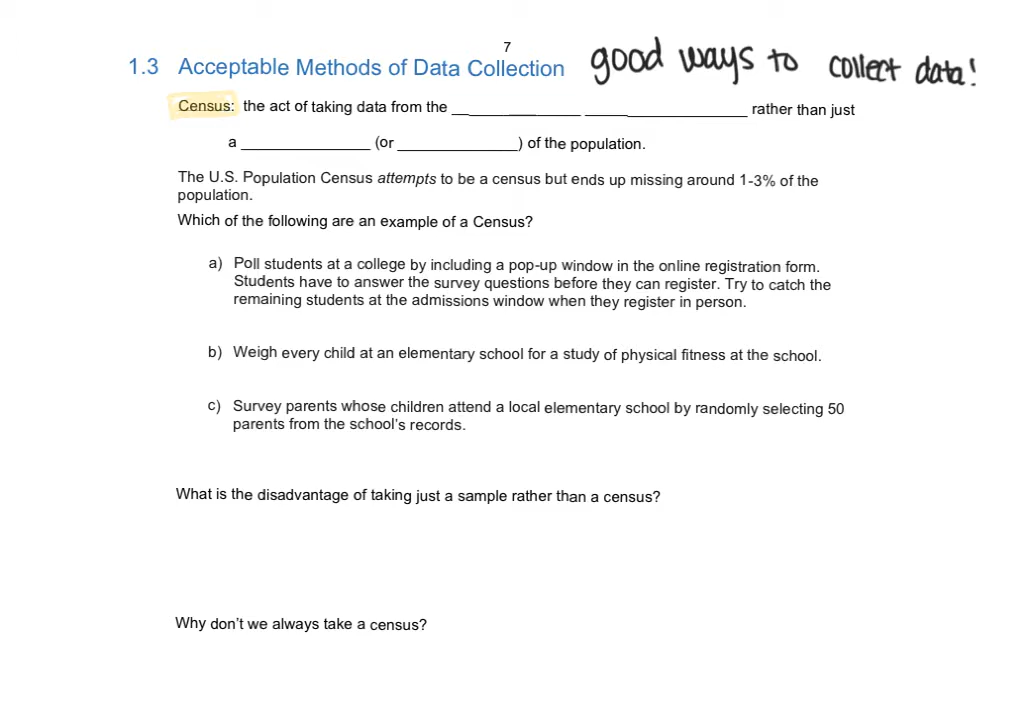 7
1.3 Acceptable Methods of Data Collection good ways to collect data!
Census: the act of taking data from the ______________ __________________ rather than just
a ______________ (or _____________) of the population.
The U.S. Population Census attempts to be a census but ends up missing around 1-3% of the
population.
Which of the following are an example of a Census?
a) Poll students at a college by including a pop-up window in the online registration form.
Students have to answer the survey questions before they can register. Try to catch the
remaining students at the admissions window when they register in person.
b) Weigh every child at an elementary school for a study of physical fitness at the school.
c) Survey parents whose children attend a local elementary school by randomly selecting 50
parents from the school's records.
What is the disadvantage of taking just a sample rather than a census?
Why don't we always take a census?